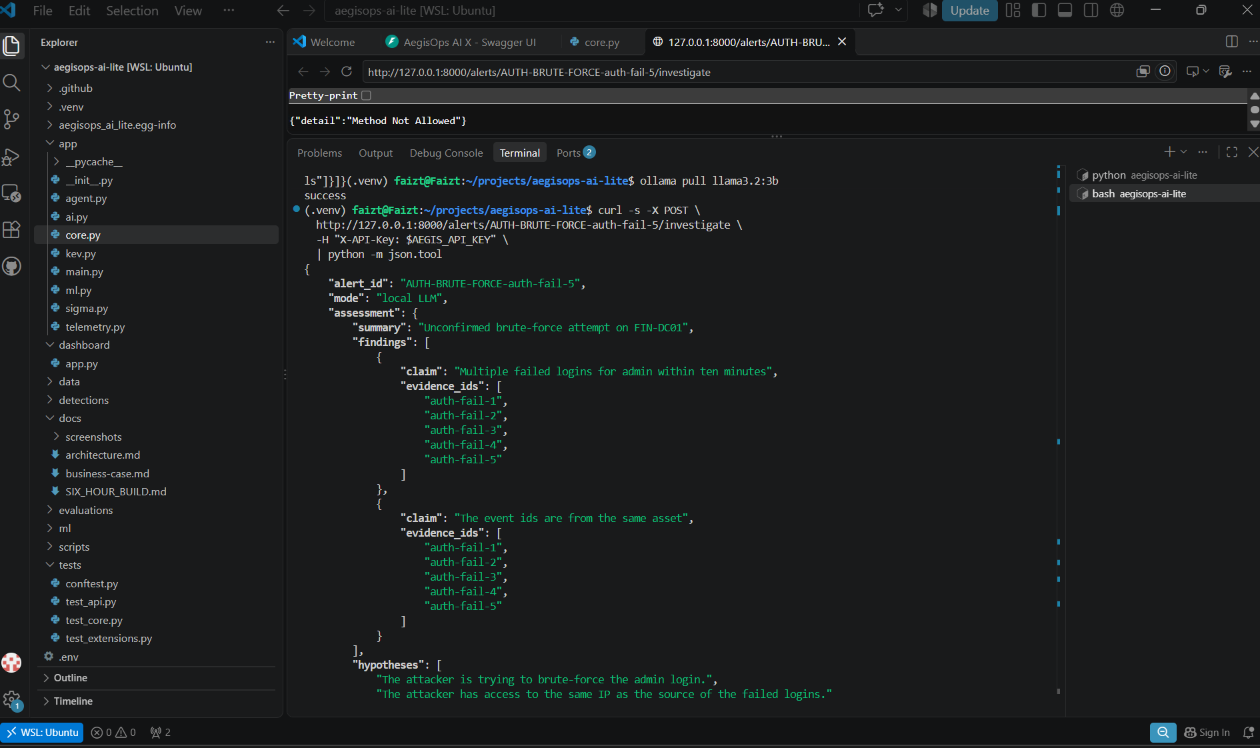 File Edit Selection View ··· aegisops-ai-lite [WSL: Ubuntu] Update
Explorer ···
aegisops-ai-lite [WSL: Ubuntu]
.github
.venv
aegisops_ai_lite.egg-info
app
__pycache__
__init__.py
agent.py
ai.py
core.py
kev.py
main.py
ml.py
sigma.py
telemetry.py
dashboard
app.py
data
detections
docs
screenshots
architecture.md
business-case.md
SIX_HOUR_BUILD.md
evaluations
ml
scripts
tests
conftest.py
test_api.py
test_core.py
test_extensions.py
.env
Outline
Timeline
1
Welcome AegisOps AI X - Swagger UI core.py 127.0.0.1:8000/alerts/AUTH-BRU...
http://127.0.0.1:8000/alerts/AUTH-BRUTE-FORCE-auth-fail-5/investigate
Pretty-print
{"detail":"Method Not Allowed"}
Problems Output Debug Console Terminal Ports 2
ls"]}]}(.venv) faizt@Faizt:~/projects/aegisops-ai-lite$ ollama pull llama3.2:3b
success
(.venv) faizt@Faizt:~/projects/aegisops-ai-lite$ curl -s -X POST \
http://127.0.0.1:8000/alerts/AUTH-BRUTE-FORCE-auth-fail-5/investigate \
-H "X-API-Key: $AEGIS_API_KEY" \
| python -m json.tool
{
"alert_id": "AUTH-BRUTE-FORCE-auth-fail-5",
"mode": "local LLM",
"assessment": {
"summary": "Unconfirmed brute-force attempt on FIN-DC01",
"findings": [
{
"claim": "Multiple failed logins for admin within ten minutes",
"evidence_ids": [
"auth-fail-1",
"auth-fail-2",
"auth-fail-3",
"auth-fail-4",
"auth-fail-5"
]
},
{
"claim": "The event ids are from the same asset",
"evidence_ids": [
"auth-fail-1",
"auth-fail-2",
"auth-fail-3",
"auth-fail-4",
"auth-fail-5"
]
}
],
"hypotheses": [
"The attacker is trying to brute-force the admin login.",
"The attacker has access to the same IP as the source of the failed logins."
python aegisops-ai-lite
bash aegisops-ai-lite
WSL: Ubuntu 0 0 2 Sign In